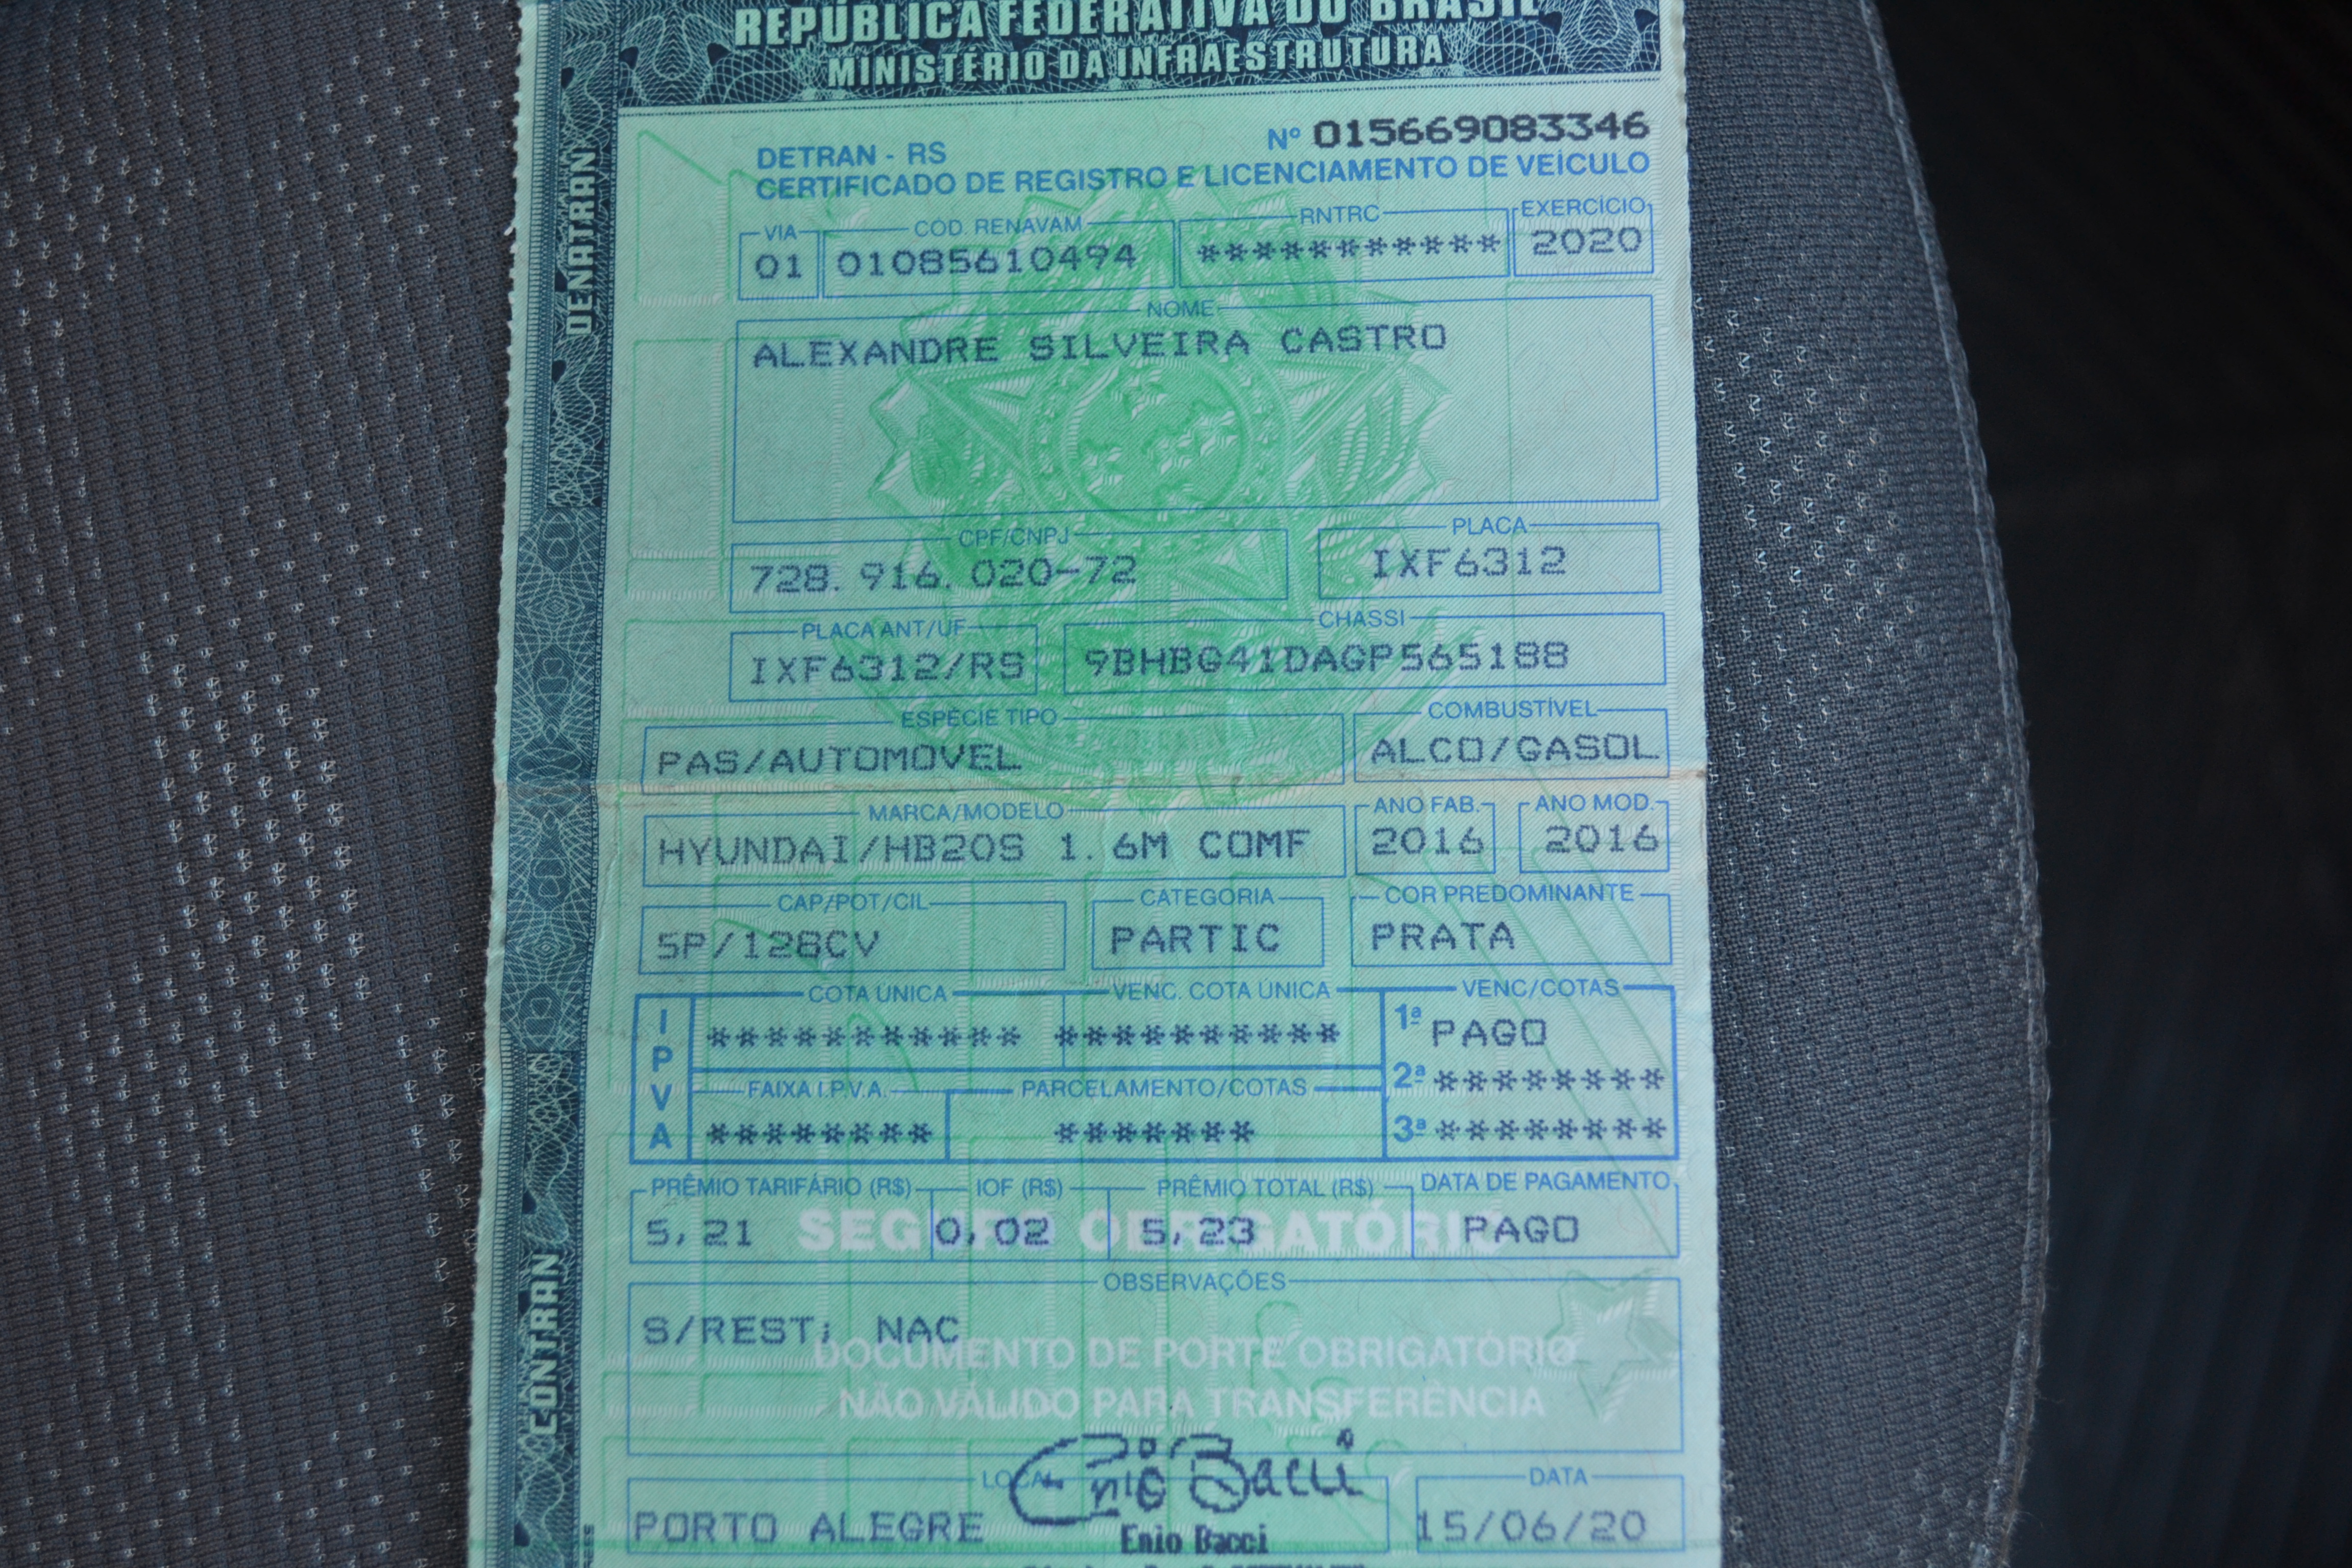 REPÚBLICA FEDERATIVA DO BRASIL
MINISTÉRIO DA INFRAESTRUTURA
DENATRAN
CONTRAN
DETRAN - RS Nº 015669083346
CERTIFICADO DE REGISTRO E LICENCIAMENTO DE VEÍCULO
VIA CÓD. RENAVAM RNTRC EXERCÍCIO
01 01085610494 *********** 2020
NOME
ALEXANDRE SILVEIRA CASTRO
CPF/CNPJ PLACA
728.916.020-72 IXF6312
PLACA ANT/UF CHASSI
IXF6312/RS 9BHBG41DAGP565188
ESPÉCIE TIPO COMBUSTÍVEL
PAS/AUTOMOVEL ALCO/GASOL
MARCA/MODELO ANO FAB. ANO MOD.
HYUNDAI/HB20S 1.6M COMF 2016 2016
CAP/POT/CIL CATEGORIA COR PREDOMINANTE
5P/128CV PARTIC PRATA
IPVA
COTA ÚNICA VENC. COTA ÚNICA VENC/COTAS
*********** ********** 1ª PAGO
2ª ********
FAIXA I.P.V.A. PARCELAMENTO/COTAS
******** ******* 3ª ********
PRÊMIO TARIFÁRIO (R$) IOF (R$) PRÊMIO TOTAL (R$) DATA DE PAGAMENTO
5,21 0,02 5,23 PAGO
SEGURO OBRIGATÓRIO
OBSERVAÇÕES
S/REST; NAC
DOCUMENTO DE PORTE OBRIGATÓRIO
NÃO VÁLIDO PARA TRANSFERÊNCIA
Enio Bacci
LOCAL DATA
PORTO ALEGRE 15/06/20
Enio Bacci